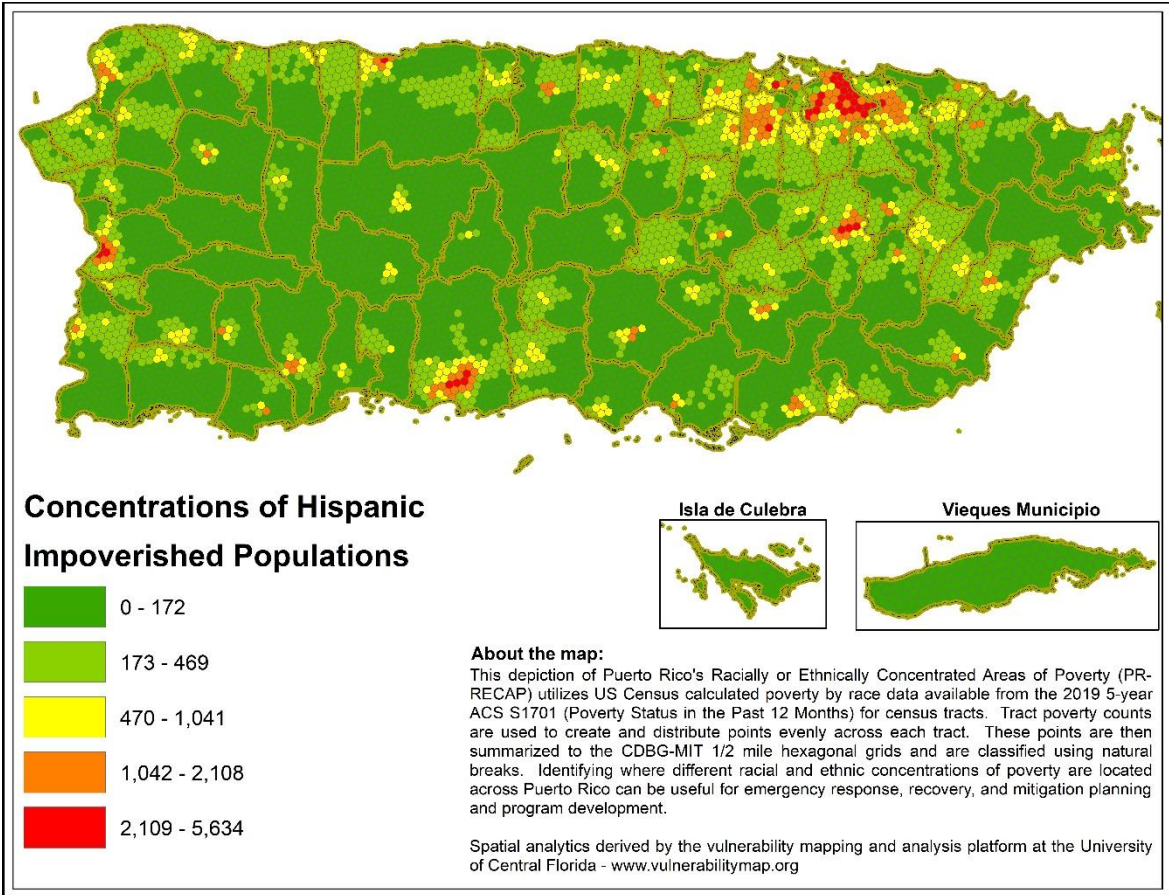 Concentrations of Hispanic
Impoverished Populations
0 - 172
173 - 469
470 - 1,041
1,042 - 2,108
2,109 - 5,634
Isla de Culebra
Vieques Municipio
About the map:
This depiction of Puerto Rico's Racially or Ethnically Concentrated Areas of Poverty (PR-
RECAP) utilizes US Census calculated poverty by race data available from the 2019 5-year
ACS S1701 (Poverty Status in the Past 12 Months) for census tracts. Tract poverty counts
are used to create and distribute points evenly across each tract. These points are then
summarized to the CDBG-MIT 1/2 mile hexagonal grids and are classified using natural
breaks. Identifying where different racial and ethnic concentrations of poverty are located
across Puerto Rico can be useful for emergency response, recovery, and mitigation planning
and program development.
Spatial analytics derived by the vulnerability mapping and analysis platform at the University
of Central Florida - www.vulnerabilitymap.org